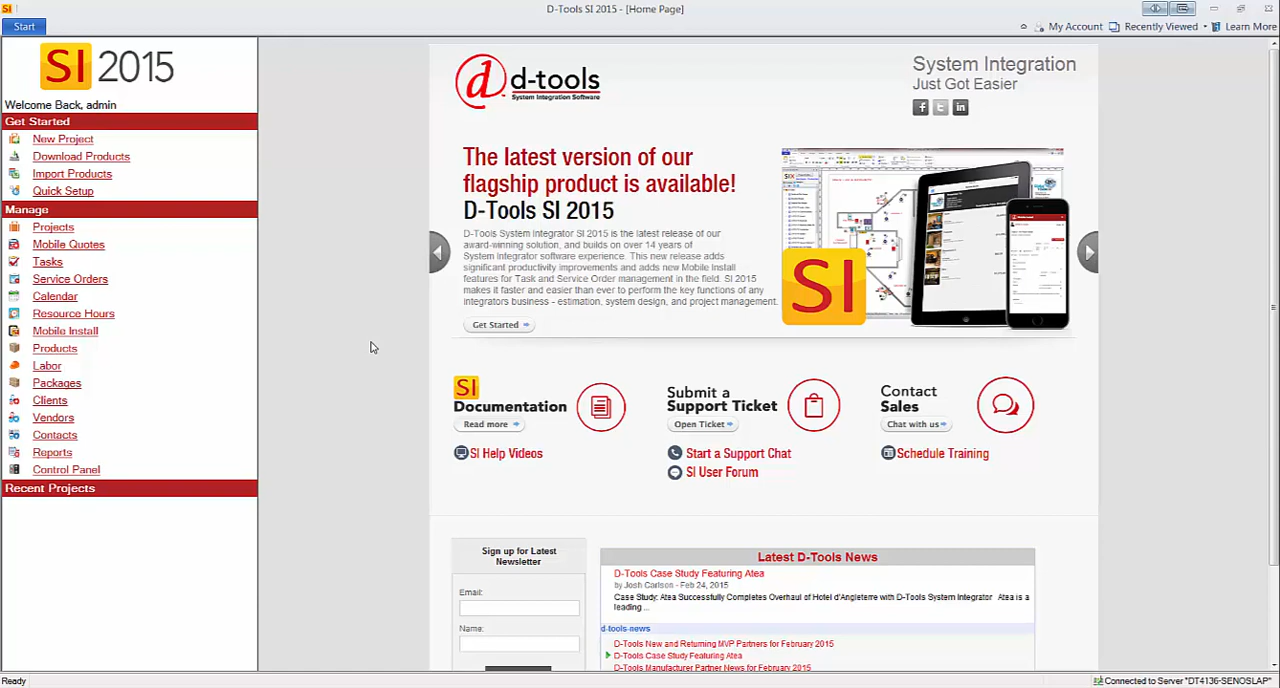 SI
D-Tools SI 2015 - [Home Page]
Start
My Account
Recently Viewed
Learn More
SI 2015
Welcome Back, admin
Get Started
New Project
Download Products
Import Products
Quick Setup
Manage
Projects
Mobile Quotes
Tasks
Service Orders
Calendar
Resource Hours
Mobile Install
Products
Labor
Packages
Clients
Vendors
Contacts
Reports
Control Panel
Recent Projects
d d-tools
System Integration Software
System Integration
Just Got Easier
The latest version of our
flagship product is available!
D-Tools SI 2015
D-Tools System Integrator SI 2015 is the latest release of our
award-winning solution, and builds on over 14 years of
System Integrator software experience. This new release adds
significant productivity improvements and adds new Mobile Install
features for Task and Service Order management in the field. SI 2015
makes it faster and easier than ever to perform the key functions of any
integrators business - estimation, system design, and project management.
Get Started
SI
SI
Documentation
Read more
SI Help Videos
Submit a
Support Ticket
Open Ticket
Start a Support Chat
SI User Forum
Contact
Sales
Chat with us
Schedule Training
Sign up for Latest
Newsletter
Email:
Name:
Latest D-Tools News
D-Tools Case Study Featuring Atea
by Josh Carlson - Feb 24, 2015
Case Study: Atea Successfully Completes Overhaul of Hotel d'Angleterre with D-Tools System Integrator Atea is a
leading ...
d-tools-news
D-Tools New and Returning MVP Partners for February 2015
D-Tools Case Study Featuring Atea
D-Tools Manufacturer Partner News for February 2015
Ready
Connected to Server "DT4136-SENOSLAP"